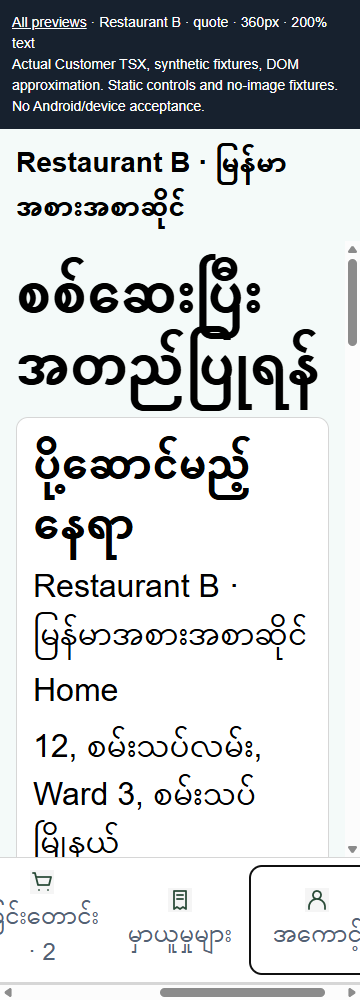 All previews · Restaurant B · quote · 360px · 200%
text
Actual Customer TSX, synthetic fixtures, DOM
approximation. Static controls and no-image fixtures.
No Android/device acceptance.
Restaurant B · မြန်မာ
အစားအစာဆိုင်
စစ်ဆေးပြီး
အတည်ပြုရန်
ပို့ဆောင်မည့်
နေရာ
Restaurant B ·
မြန်မာအစားအစာဆိုင်
Home
12, စမ်းသပ်လမ်း,
Ward 3, စမ်းသပ်
မြို့နယ်
· 2
မှာယူမှုများ